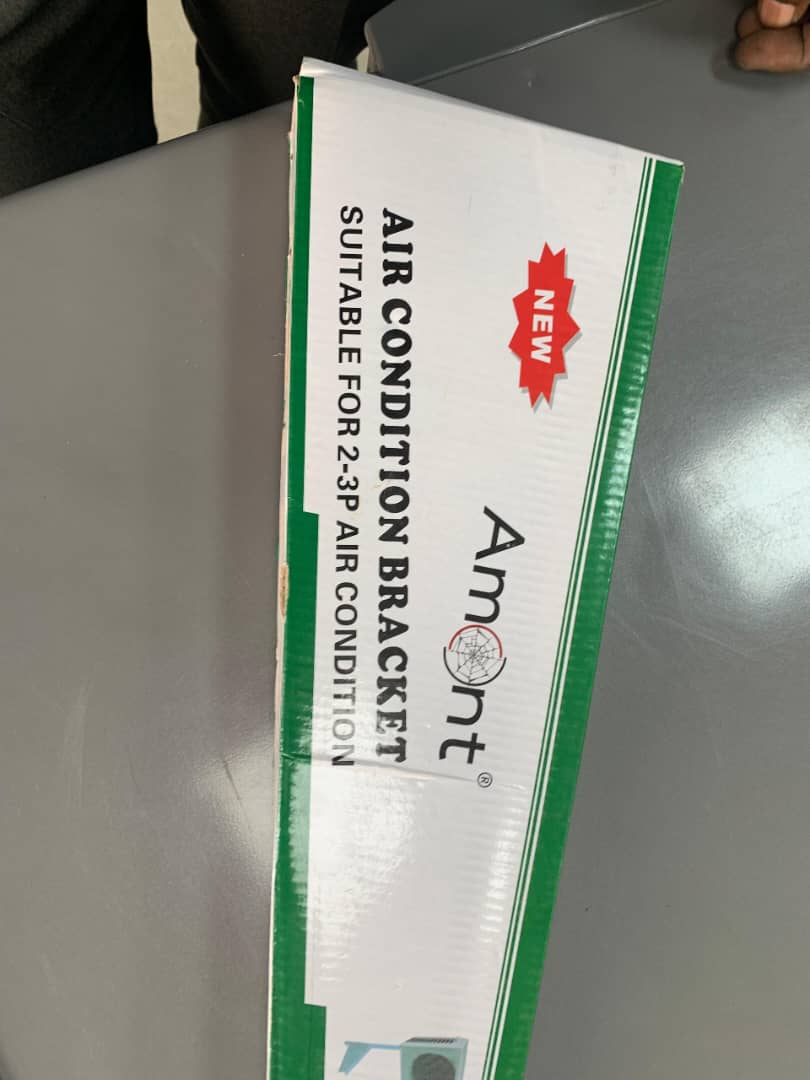 NEW
Amont®
AIR CONDITION BRACKET
SUITABLE FOR 2-3P AIR CONDITION